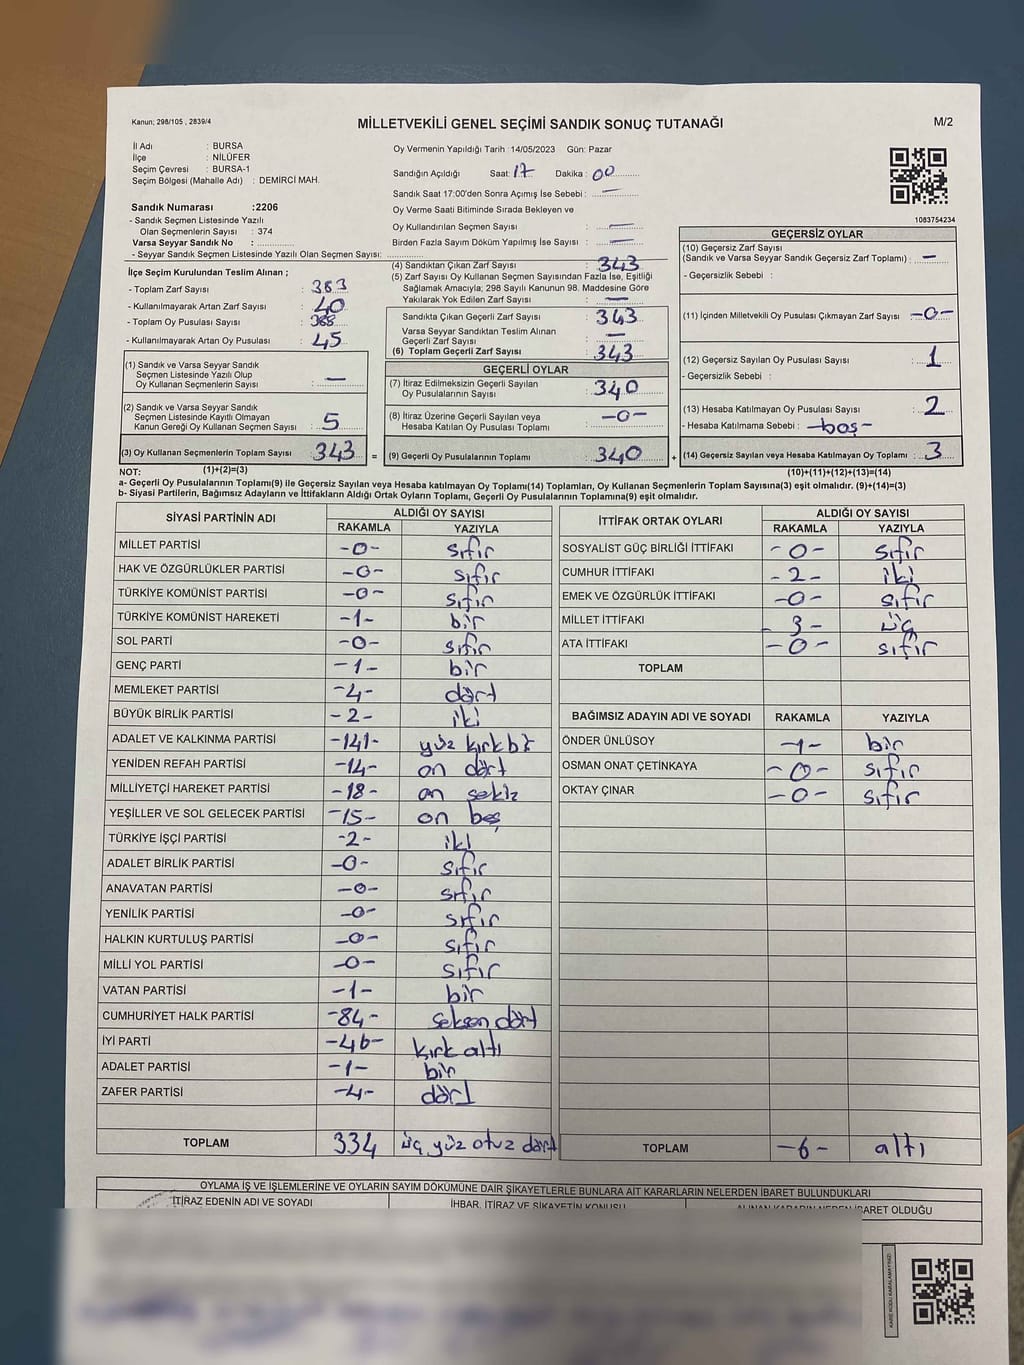 Kanun; 298/105 , 2839/4
MİLLETVEKİLİ GENEL SEÇİMİ SANDIK SONUÇ TUTANAĞI
M/2
İl Adı : BURSA
İlçe : NİLÜFER
Seçim Çevresi : BURSA-1
Seçim Bölgesi (Mahalle Adı) : DEMİRCİ MAH.
Sandık Numarası :2206
- Sandık Seçmen Listesinde Yazılı
Olan Seçmenlerin Sayısı : 374
Varsa Seyyar Sandık No :
- Seyyar Sandık Seçmen Listesinde Yazılı Olan Seçmen Sayısı:
Oy Vermenin Yapıldığı Tarih :14/05/2023 Gün: Pazar
Sandığın Açıldığı Saat: 17 Dakika : 00
Sandık Saat 17:00'den Sonra Açımış İse Sebebi : —
Oy Verme Saati Bitiminde Sırada Bekleyen ve
Oy Kullandırılan Seçmen Sayısı : —
Birden Fazla Sayım Döküm Yapılmış İse Sayısı : —
1083754234
İlçe Seçim Kurulundan Teslim Alınan ;
- Toplam Zarf Sayısı : 383
- Kullanılmayarak Artan Zarf Sayısı : 40
- Toplam Oy Pusulası Sayısı : 388
- Kullanılmayarak Artan Oy Pusulası : 45
(1) Sandık ve Varsa Seyyar Sandık
Seçmen Listesinde Yazılı Olup
Oy Kullanan Seçmenlerin Sayısı : —
(2) Sandık ve Varsa Seyyar Sandık
Seçmen Listesinde Kayıtlı Olmayan
Kanun Gereği Oy Kullanan Seçmen Sayısı : 5
(3) Oy Kullanan Seçmenlerin Toplam Sayısı : 343 =
(4) Sandıktan Çıkan Zarf Sayısı : 343
(5) Zarf Sayısı Oy Kullanan Seçmen Sayısından Fazla İse, Eşitliği
Sağlamak Amacıyla; 298 Sayılı Kanunun 98. Maddesine Göre
Yakılarak Yok Edilen Zarf Sayısı : —
Sandıkta Çıkan Geçerli Zarf Sayısı : 343
Varsa Seyyar Sandıktan Teslim Alınan
Geçerli Zarf Sayısı : —
(6) Toplam Geçerli Zarf Sayısı : 343
GEÇERLİ OYLAR
(7) İtiraz Edilmeksizin Geçerli Sayılan
Oy Pusulalarının Sayısı : 340
(8) İtiraz Üzerine Geçerli Sayılan veya
Hesaba Katılan Oy Pusulası Toplamı : -0-
(9) Geçerli Oy Pusulalarının Toplamı : 340 +
GEÇERSİZ OYLAR
(10) Geçersiz Zarf Sayısı
(Sandık ve Varsa Seyyar Sandık Geçersiz Zarf Toplamı) : —
- Geçersizlik Sebebi :
(11) İçinden Milletvekili Oy Pusulası Çıkmayan Zarf Sayısı -0-
(12) Geçersiz Sayılan Oy Pusulası Sayısı : 1
- Geçersizlik Sebebi :
(13) Hesaba Katılmayan Oy Pusulası Sayısı : 2
- Hesaba Katılmama Sebebi : -boş-
(14) Geçersiz Sayılan veya Hesaba Katılmayan Oy Toplamı : 3
NOT: (1)+(2)=(3)
(10)+(11)+(12)+(13)=(14)
a- Geçerli Oy Pusulalarının Toplamı(9) ile Geçersiz Sayılan veya Hesaba katılmayan Oy Toplamı(14) Toplamları, Oy Kullanan Seçmenlerin Toplam Sayısına(3) eşit olmalıdır. (9)+(14)=(3)
b- Siyasi Partilerin, Bağımsız Adayların ve İttifakların Aldığı Ortak Oyların Toplamı, Geçerli Oy Pusulalarının Toplamına(9) eşit olmalıdır.
SİYASİ PARTİNİN ADI
ALDIĞI OY SAYISI
RAKAMLA YAZIYLA
MİLLET PARTİSİ -0- sıfır
HAK VE ÖZGÜRLÜKLER PARTİSİ -0- sıfır
TÜRKİYE KOMÜNİST PARTİSİ -0- sıfır
TÜRKİYE KOMÜNİST HAREKETİ -1- bir
SOL PARTİ -0- sıfır
GENÇ PARTİ -1- bir
MEMLEKET PARTİSİ -4- dört
BÜYÜK BİRLİK PARTİSİ -2- iki
ADALET VE KALKINMA PARTİSİ -141- yüz kırk bir
YENİDEN REFAH PARTİSİ -14- on dört
MİLLİYETÇİ HAREKET PARTİSİ -18- on sekiz
YEŞİLLER VE SOL GELECEK PARTİSİ -15- on beş
TÜRKİYE İŞÇİ PARTİSİ -2- iki
ADALET BİRLİK PARTİSİ -0- sıfır
ANAVATAN PARTİSİ -0- sıfır
YENİLİK PARTİSİ -0- sıfır
HALKIN KURTULUŞ PARTİSİ -0- sıfır
MİLLİ YOL PARTİSİ -0- sıfır
VATAN PARTİSİ -1- bir
CUMHURİYET HALK PARTİSİ -84- seksen dört
İYİ PARTİ -46- kırk altı
ADALET PARTİSİ -1- bir
ZAFER PARTİSİ -4- dört
TOPLAM 334 üç yüz otuz dört
İTTİFAK ORTAK OYLARI
ALDIĞI OY SAYISI
RAKAMLA YAZIYLA
SOSYALİST GÜÇ BİRLİĞİ İTTİFAKI -0- sıfır
CUMHUR İTTİFAKI -2- iki
EMEK VE ÖZGÜRLÜK İTTİFAKI -0- sıfır
MİLLET İTTİFAKI -3- üç
ATA İTTİFAKI -0- sıfır
TOPLAM
BAĞIMSIZ ADAYIN ADI VE SOYADI RAKAMLA YAZIYLA
ÖNDER ÜNLÜSOY -1- bir
OSMAN ONAT ÇETİNKAYA -0- sıfır
OKTAY ÇINAR -0- sıfır
TOPLAM -6- altı
OYLAMA İŞ VE İŞLEMLERİNE VE OYLARIN SAYIM DÖKÜMÜNE DAİR ŞİKAYETLERLE BUNLARA AİT KARARLARIN NELERDEN İBARET BULUNDUKLARI
İTİRAZ EDENİN ADI VE SOYADI
İHBAR, İTİRAZ VE ŞİKAYETİN KONUSU
ALINAN KARARIN NEDEN İBARET OLDUĞU
KARE KODU KARALAMAYINIZ!